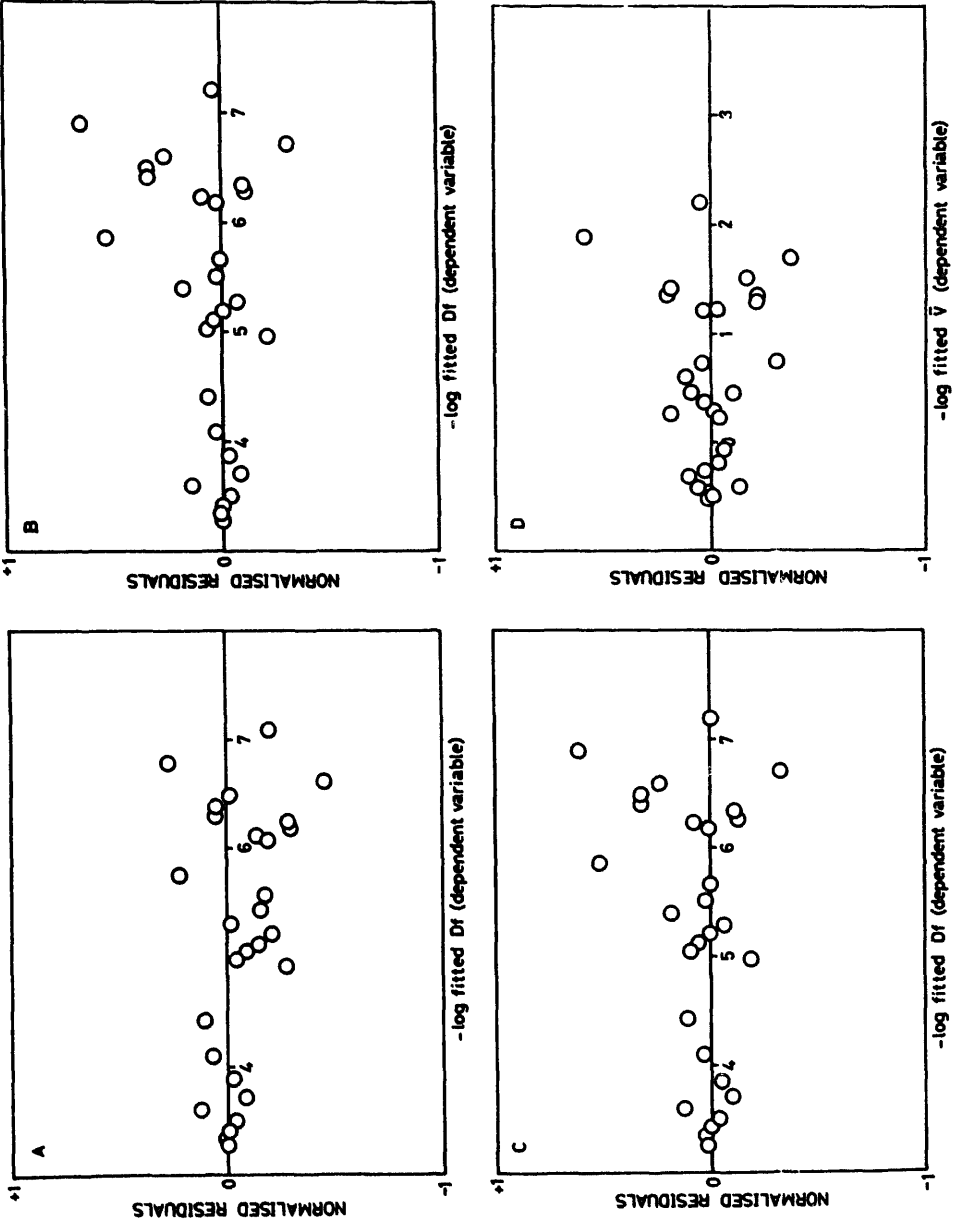 A
+1
0
-1
NORMALISED RESIDUALS
4
6
7
-log fitted Df (dependent variable)
B
+1
0
-1
NORMALISED RESIDUALS
4
5
6
7
-log fitted Df (dependent variable)
C
+1
0
-1
NORMALISED RESIDUALS
4
5
6
7
-log fitted Df (dependent variable)
D
+1
0
-1
NORMALISED RESIDUALS
1
2
3
-log fitted V̄ (dependent variable)